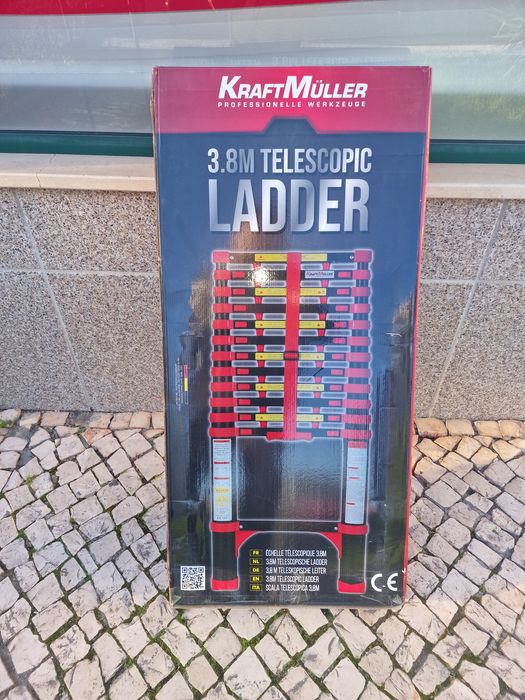 KRAFTMÜLLER
PROFESSIONELLE WERKZEUGE
3.8M TELESCOPIC
LADDER
KRAFTMÜLLER
FR ÉCHELLE TÉLESCOPIQUE 3,8M
NL 3.8M TELESCOPISCHE LADDER
DE 3,8 M TELESKOPISCHE LEITER
EN 3.8M TELESCOPIC LADDER
ITA SCALA TELESCOPICA 3,8M
CE